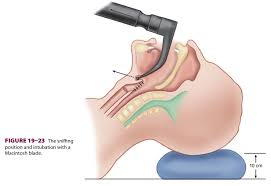 FIGURE 19–23 The sniffing
position and intubation with a
Macintosh blade.
10 cm